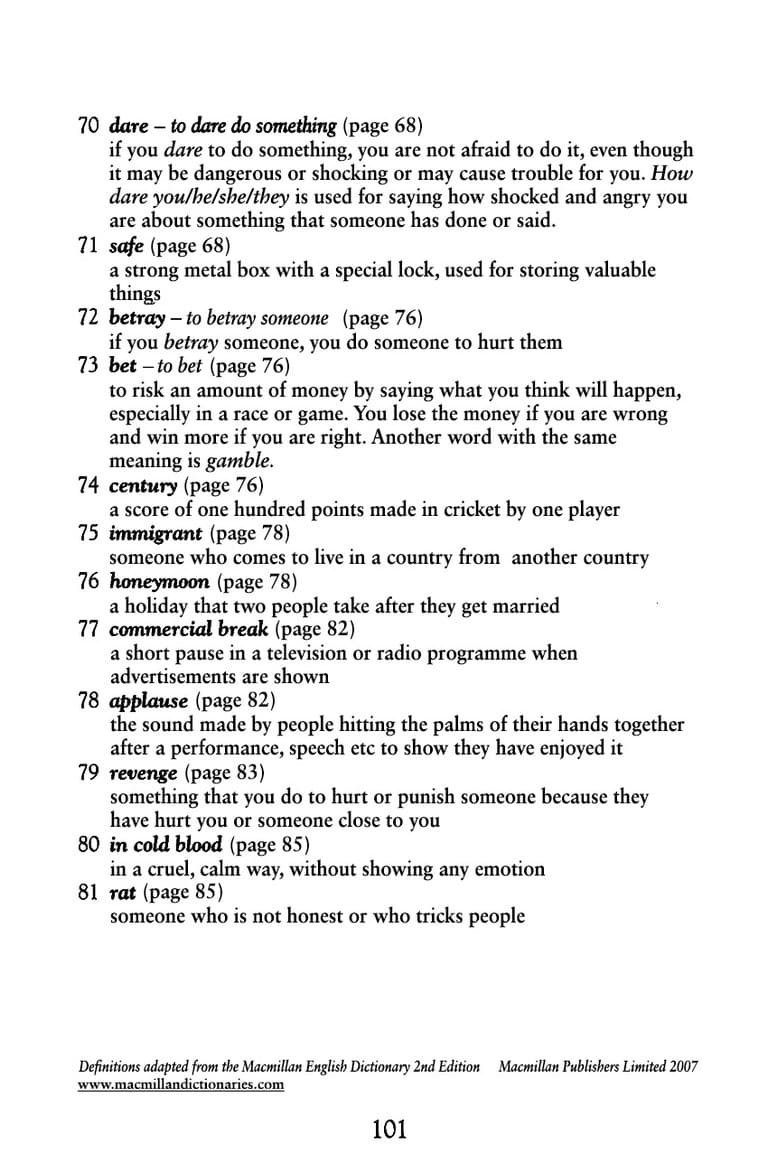 70 dare – to dare do something (page 68)
if you dare to do something, you are not afraid to do it, even though
it may be dangerous or shocking or may cause trouble for you. How
dare you/he/she/they is used for saying how shocked and angry you
are about something that someone has done or said.
71 safe (page 68)
a strong metal box with a special lock, used for storing valuable
things
72 betray – to betray someone (page 76)
if you betray someone, you do someone to hurt them
73 bet – to bet (page 76)
to risk an amount of money by saying what you think will happen,
especially in a race or game. You lose the money if you are wrong
and win more if you are right. Another word with the same
meaning is gamble.
74 century (page 76)
a score of one hundred points made in cricket by one player
75 immigrant (page 78)
someone who comes to live in a country from another country
76 honeymoon (page 78)
a holiday that two people take after they get married
77 commercial break (page 82)
a short pause in a television or radio programme when
advertisements are shown
78 applause (page 82)
the sound made by people hitting the palms of their hands together
after a performance, speech etc to show they have enjoyed it
79 revenge (page 83)
something that you do to hurt or punish someone because they
have hurt you or someone close to you
80 in cold blood (page 85)
in a cruel, calm way, without showing any emotion
81 rat (page 85)
someone who is not honest or who tricks people
Definitions adapted from the Macmillan English Dictionary 2nd Edition Macmillan Publishers Limited 2007
www.macmillandictionaries.com
101